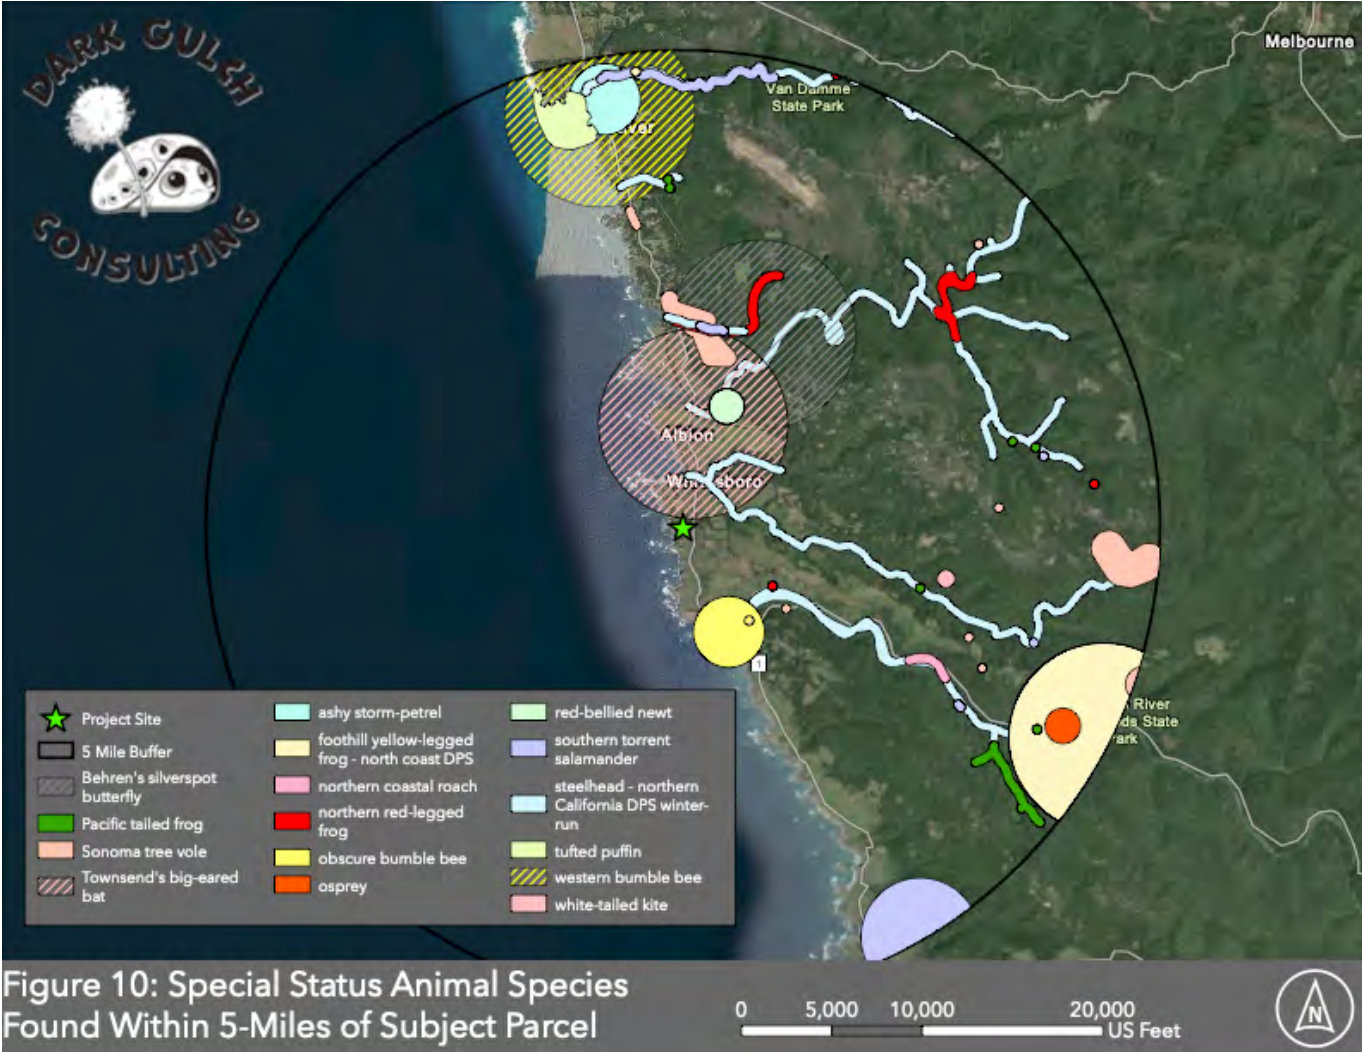 DARK GULCH
CONSULTING
Melbourne
Van Damme
State Park
Albion
1
River
State
Project Site
5 Mile Buffer
Behren's silverspot
butterfly
Pacific tailed frog
Sonoma tree vole
Townsend's big-eared
bat
ashy storm-petrel
foothill yellow-legged
frog - north coast DPS
northern coastal roach
northern red-legged
frog
obscure bumble bee
osprey
red-bellied newt
southern torrent
salamander
steelhead - northern
California DPS winter-
run
tufted puffin
western bumble bee
white-tailed kite
Figure 10: Special Status Animal Species
Found Within 5-Miles of Subject Parcel
0 5,000 10,000 20,000
US Feet
N